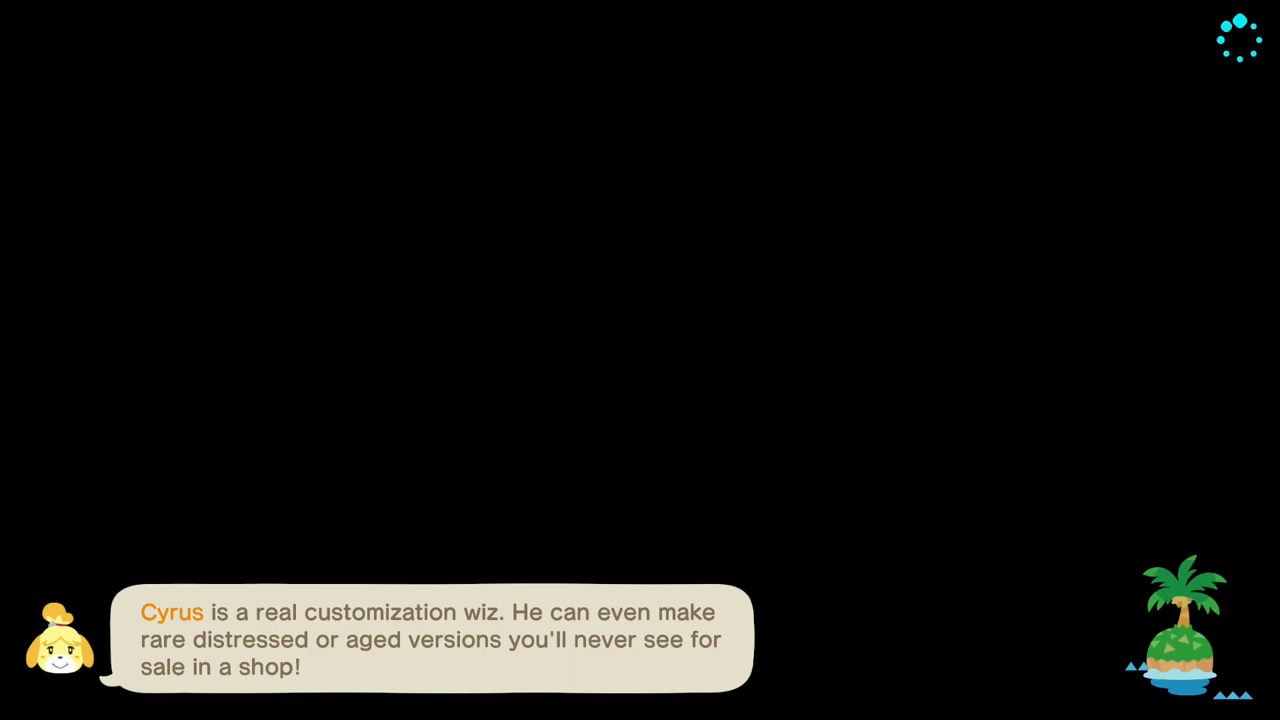 Cyrus is a real customization wiz. He can even make
rare distressed or aged versions you'll never see for
sale in a shop!